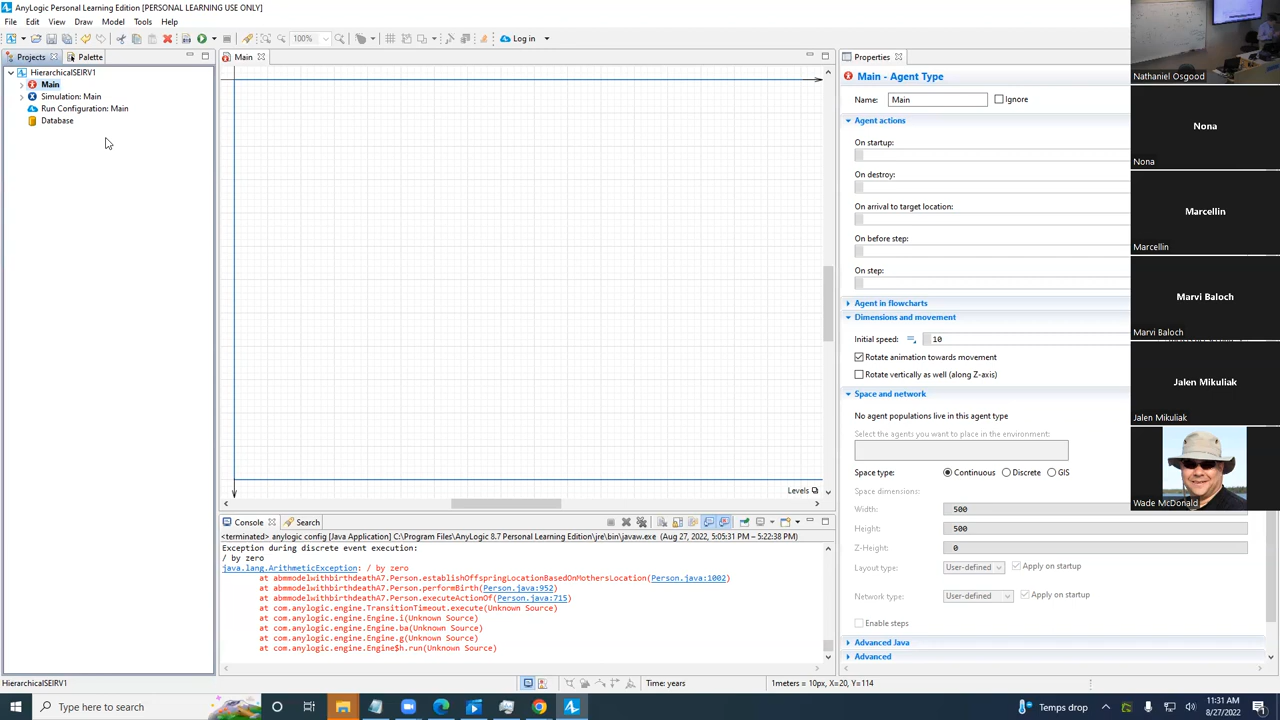 AnyLogic Personal Learning Edition [PERSONAL LEARNING USE ONLY]
File Edit View Draw Model Tools Help
100% Log in
Projects Palette
HierarchicalSEIRV1
Main
Simulation: Main
Run Configuration: Main
Database
Main
Properties
Main - Agent Type
Name: Main Ignore
Agent actions
On startup:
On destroy:
On arrival to target location:
On before step:
On step:
Agent in flowcharts
Dimensions and movement
Initial speed: 10
Rotate animation towards movement
Rotate vertically as well (along Z-axis)
Space and network
No agent populations live in this agent type
Select the agents you want to place in the environment:
Space type: Continuous Discrete GIS
Space dimensions:
Width: 500
Height: 500
Z-Height: 0
Layout type: User-defined Apply on startup
Network type: User-defined Apply on startup
Enable steps
Advanced Java
Advanced
Levels
Console Search
<terminated> anylogic config [Java Application] C:\Program Files\AnyLogic 8.7 Personal Learning Edition\jre\bin\javaw.exe (Aug 27, 2022, 5:05:31 PM – 5:22:38 PM)
Exception during discrete event execution:
/ by zero
java.lang.ArithmeticException: / by zero
at abmmodelwithbirthdeathA7.Person.establishOffspringLocationBasedOnMothersLocation(Person.java:1002)
at abmmodelwithbirthdeathA7.Person.performBirth(Person.java:952)
at abmmodelwithbirthdeathA7.Person.executeActionOf(Person.java:715)
at com.anylogic.engine.TransitionTimeout.execute(Unknown Source)
at com.anylogic.engine.Engine.i(Unknown Source)
at com.anylogic.engine.Engine.ba(Unknown Source)
at com.anylogic.engine.Engine.g(Unknown Source)
at com.anylogic.engine.Engine$h.run(Unknown Source)
HierarchicalSEIRV1
Time: years
1meters = 10px, X=20, Y=114
Type here to search
Temps drop
11:31 AM
8/27/2022
Nathaniel Osgood
Nona
Nona
Marcellin
Marcellin
Marvi Baloch
Marvi Baloch
Jalen Mikuliak
Jalen Mikuliak
Wade McDonald